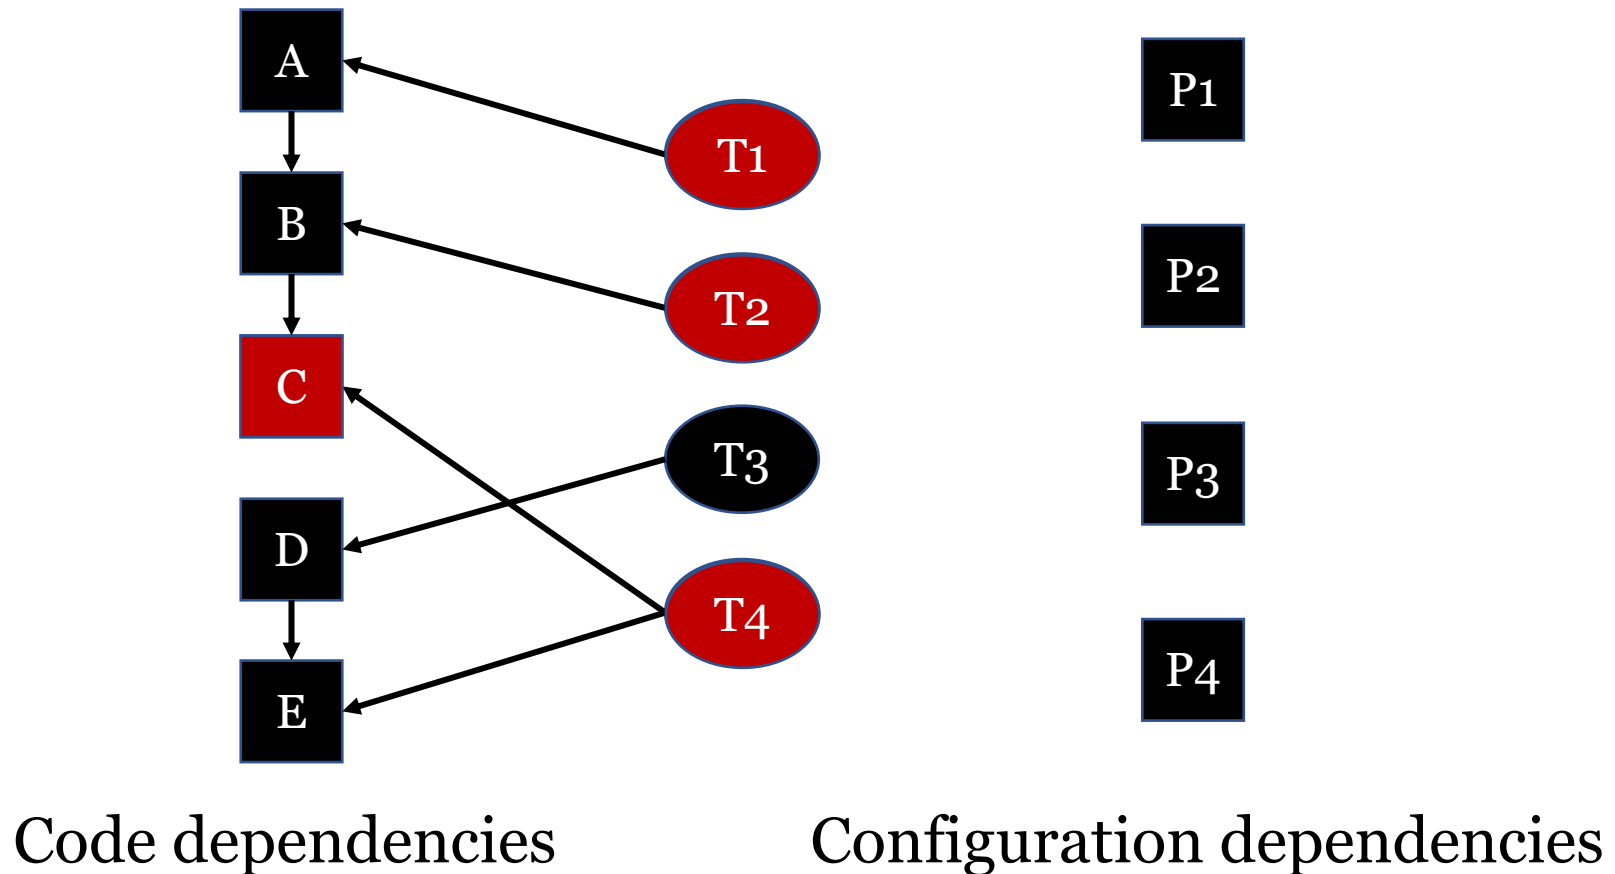 A
B
C
D
E
T1
T2
T3
T4
P1
P2
P3
P4
Code dependencies
Configuration dependencies